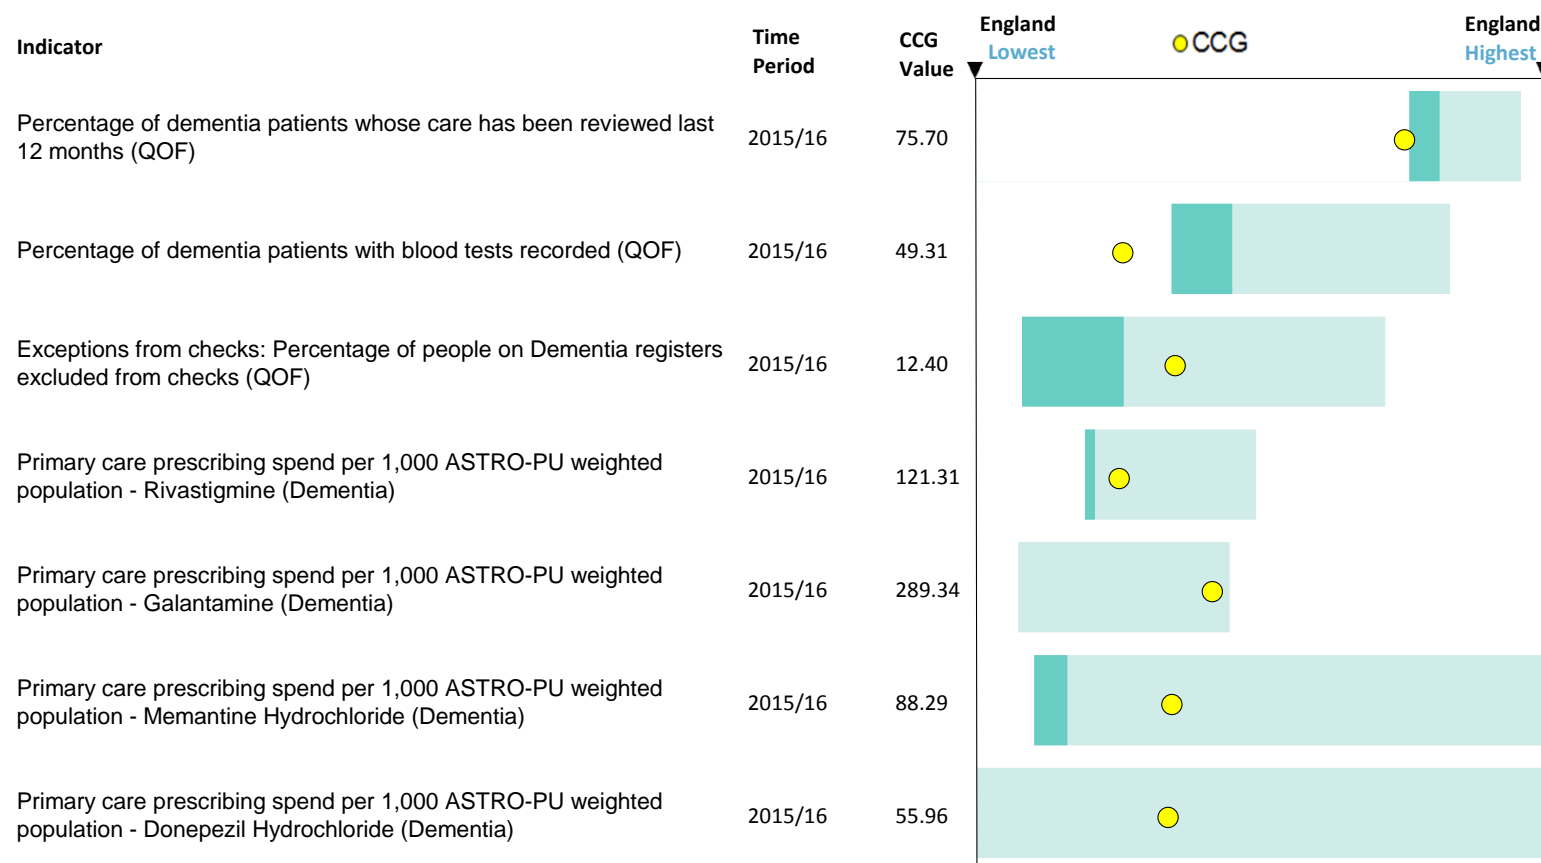 Indicator
Time
Period
CCG
Value
England
Lowest
CCG
England
Highest
Percentage of dementia patients whose care has been reviewed last
12 months (QOF)
2015/16
75.70
Percentage of dementia patients with blood tests recorded (QOF)
2015/16
49.31
Exceptions from checks: Percentage of people on Dementia registers
excluded from checks (QOF)
2015/16
12.40
Primary care prescribing spend per 1,000 ASTRO-PU weighted
population - Rivastigmine (Dementia)
2015/16
121.31
Primary care prescribing spend per 1,000 ASTRO-PU weighted
population - Galantamine (Dementia)
2015/16
289.34
Primary care prescribing spend per 1,000 ASTRO-PU weighted
population - Memantine Hydrochloride (Dementia)
2015/16
88.29
Primary care prescribing spend per 1,000 ASTRO-PU weighted
population - Donepezil Hydrochloride (Dementia)
2015/16
55.96